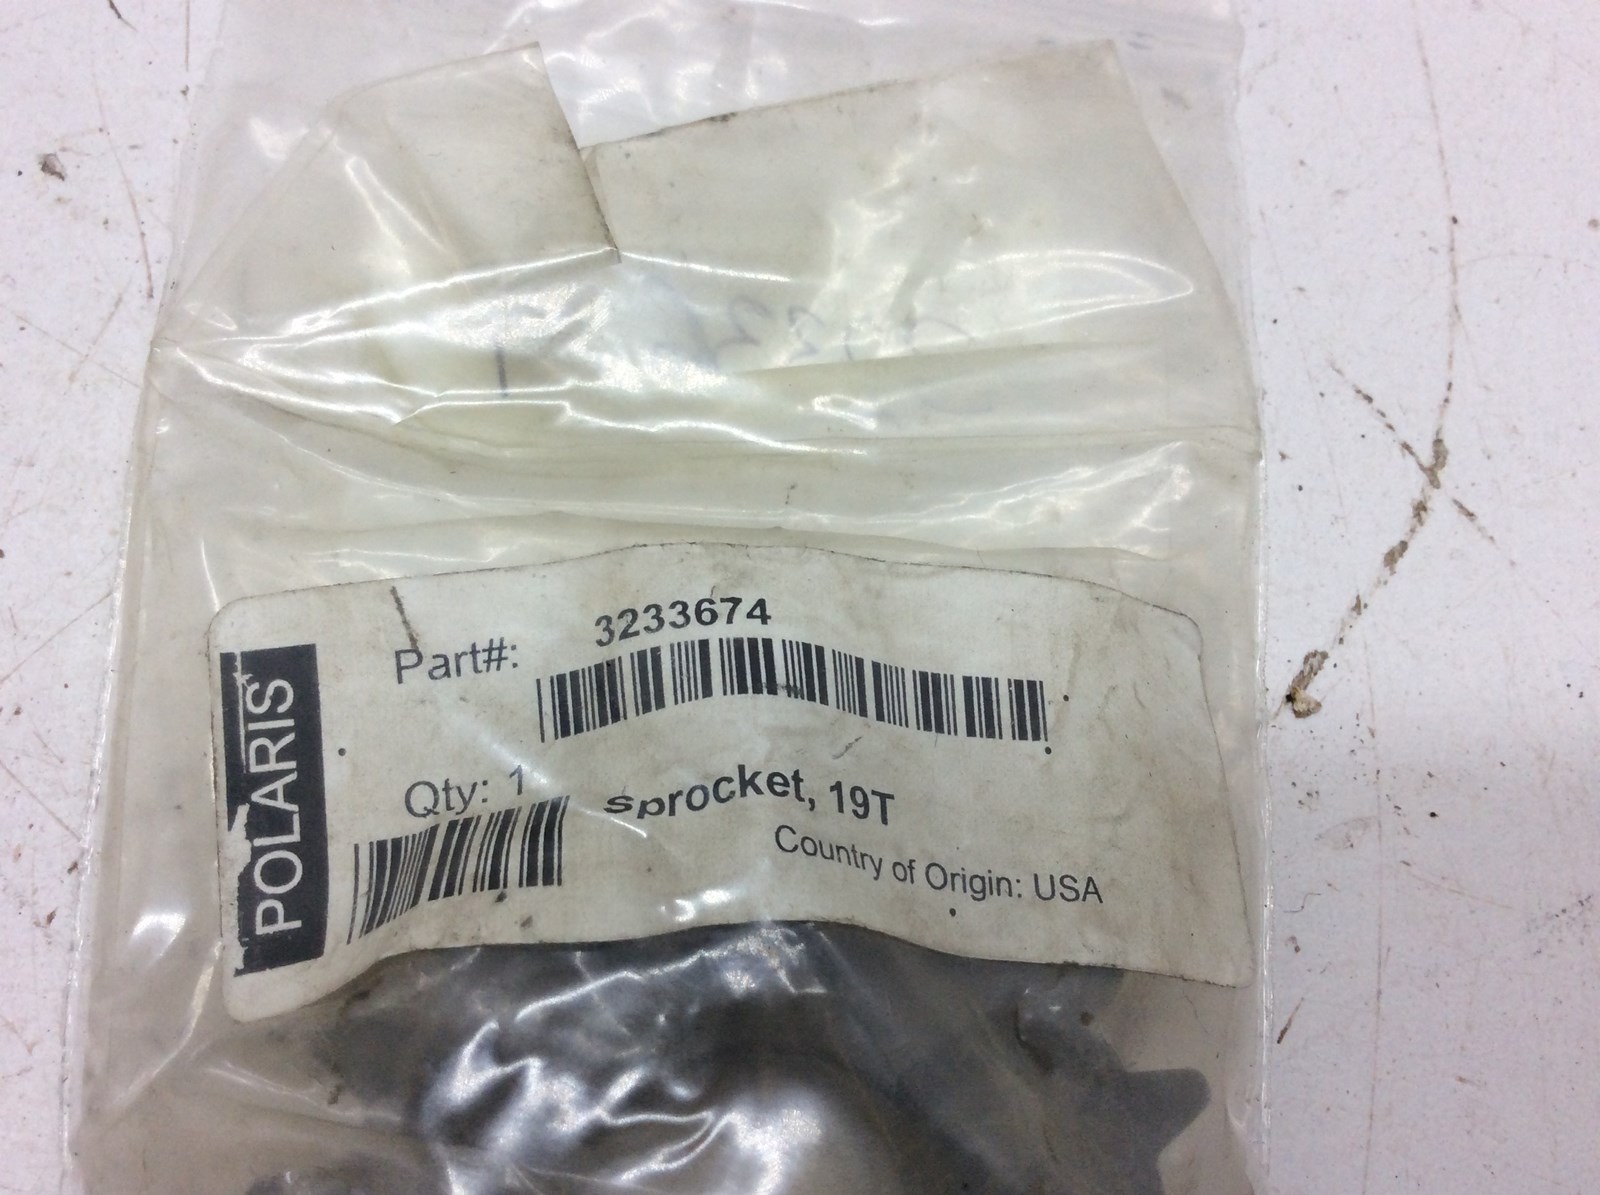 POLARIS
Part#: 3233674
Qty: 1
Sprocket, 19T
Country of Origin: USA